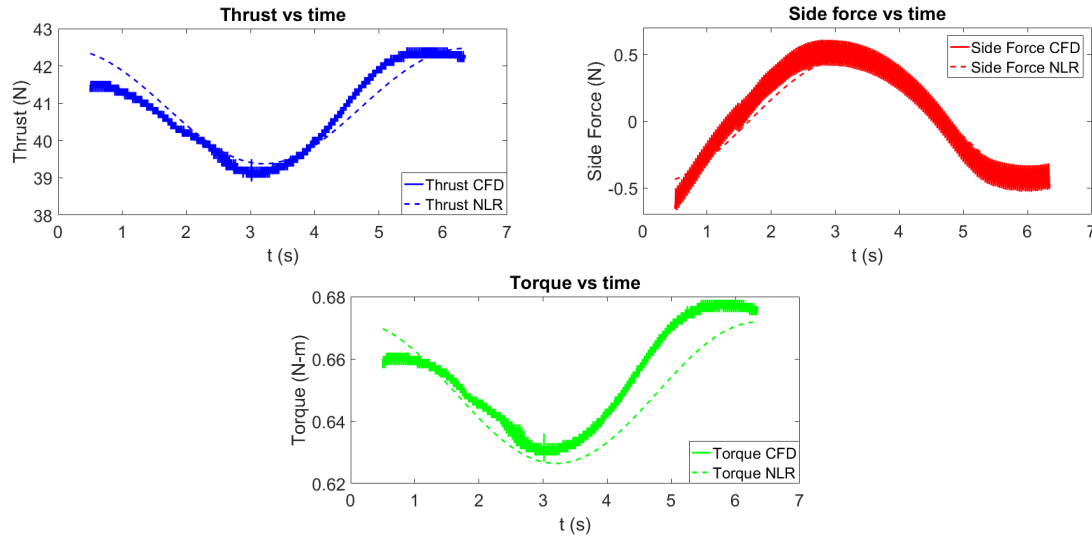 Thrust vs time
Thrust (N)
43
42
41
40
39
38
0 1 2 3 4 5 6 7
t (s)
Thrust CFD
Thrust NLR
Side force vs time
Side Force (N)
0.5
0
-0.5
0 1 2 3 4 5 6 7
t (s)
Side Force CFD
Side Force NLR
Torque vs time
Torque (N-m)
0.68
0.66
0.64
0.62
0 1 2 3 4 5 6 7
t (s)
Torque CFD
Torque NLR